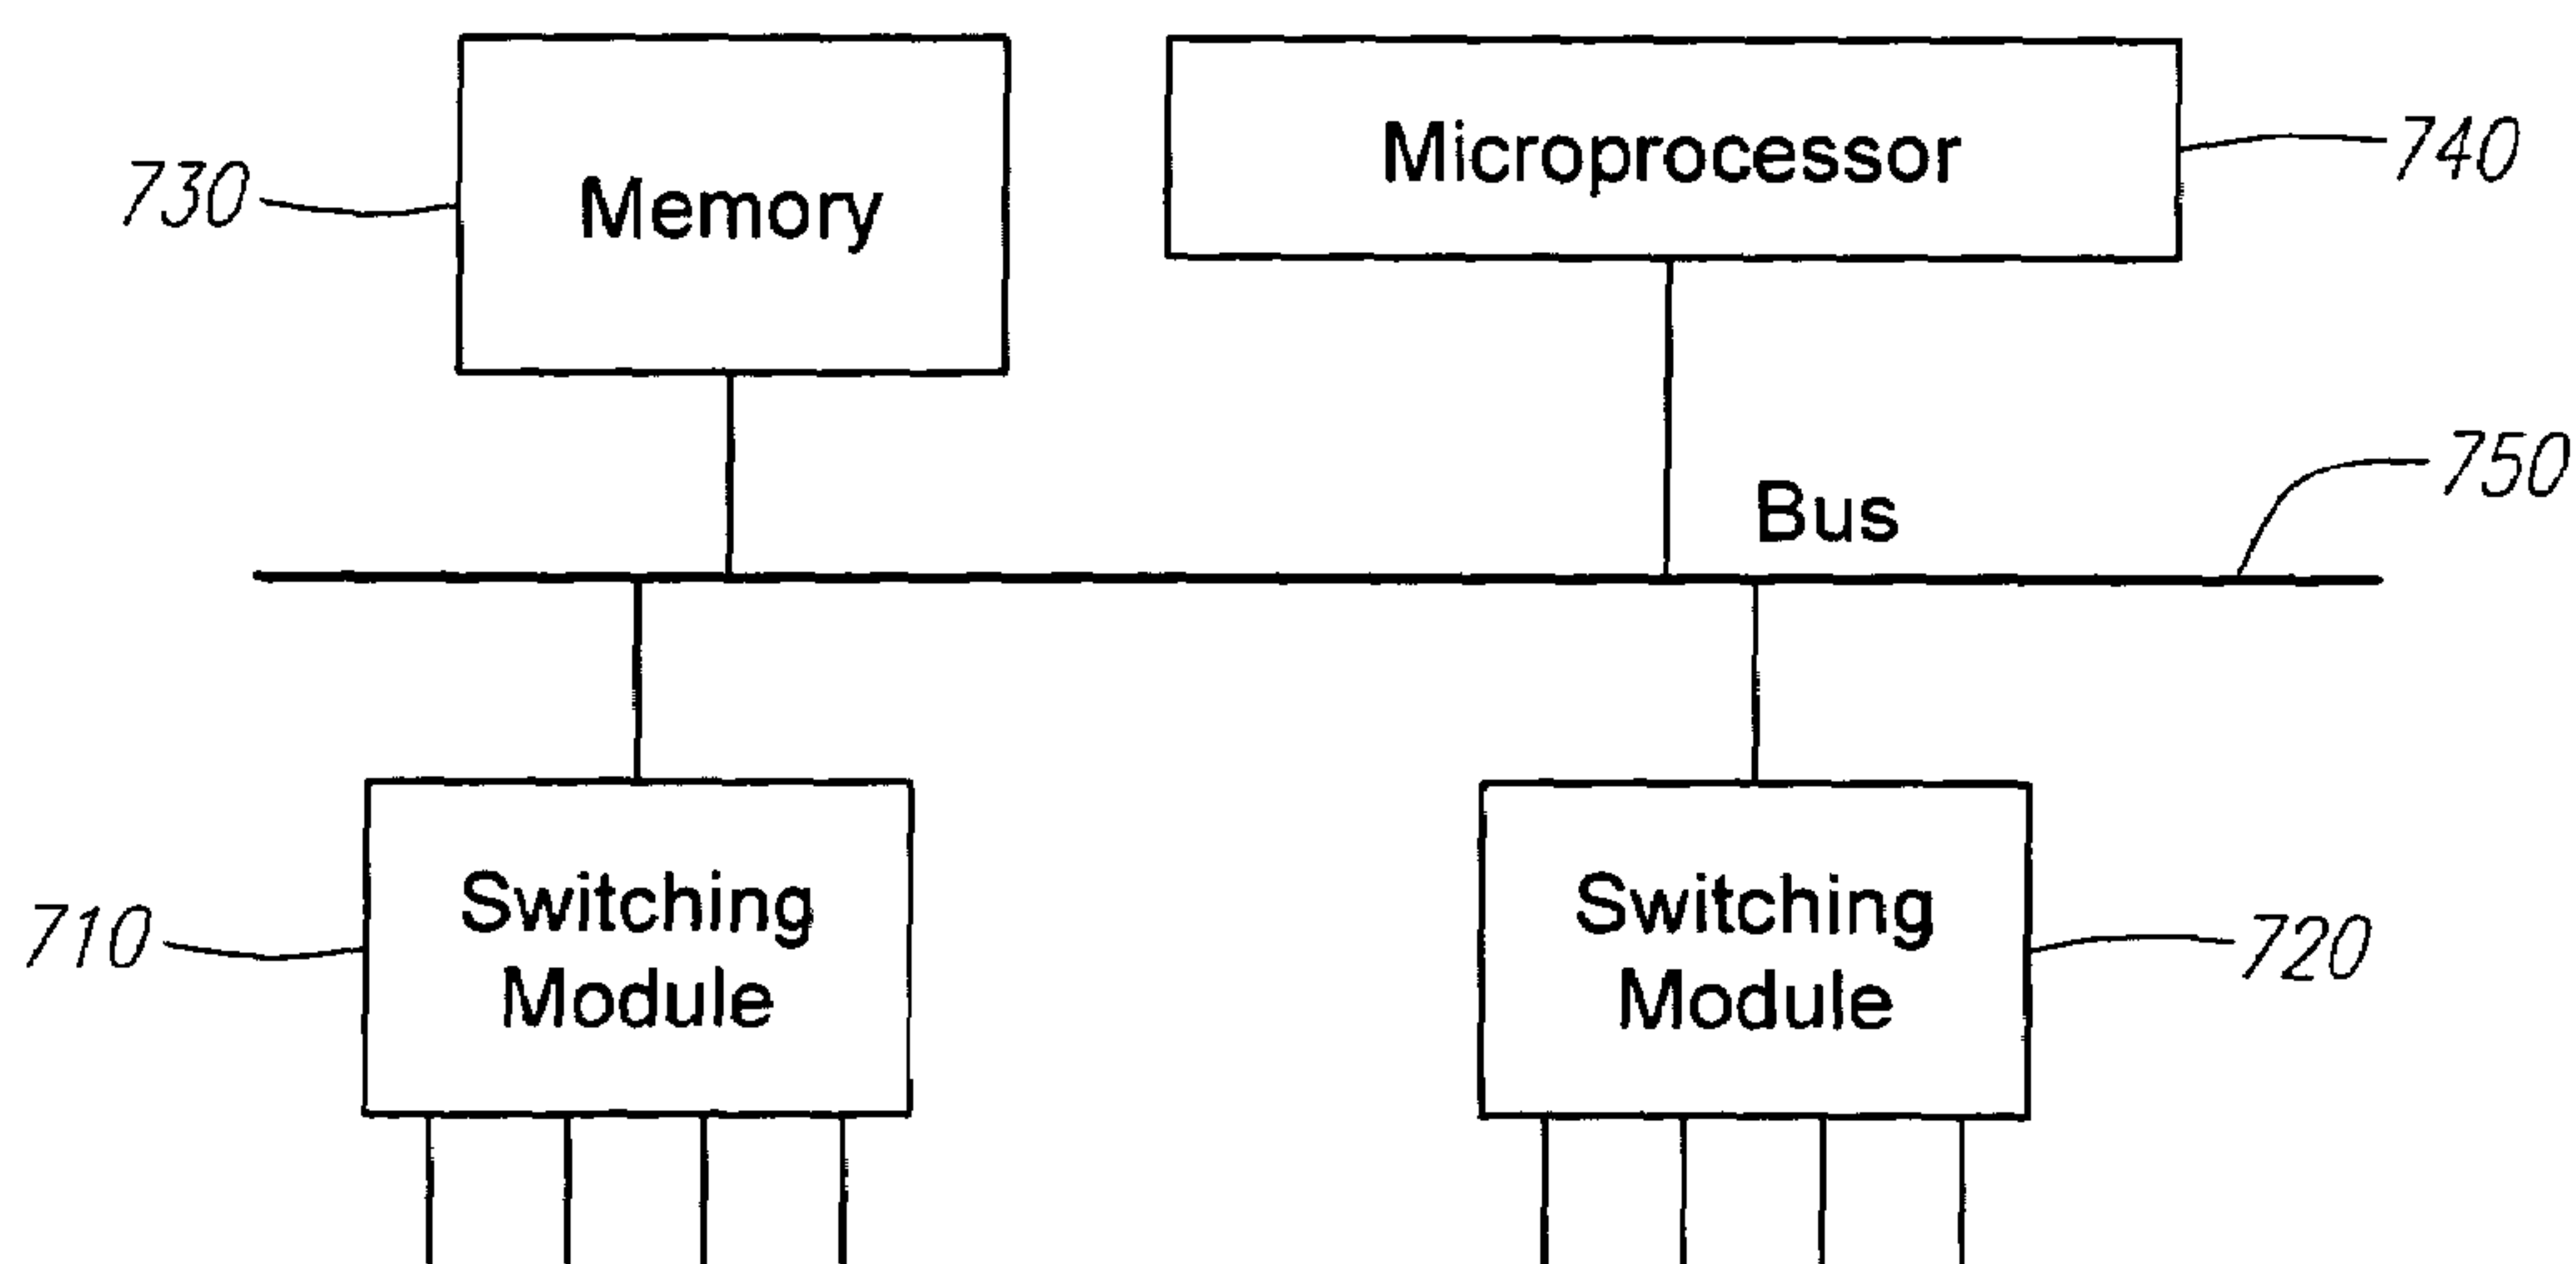 730
Memory
Microprocessor
740
Bus
750
710
Switching
Module
Switching
Module
720